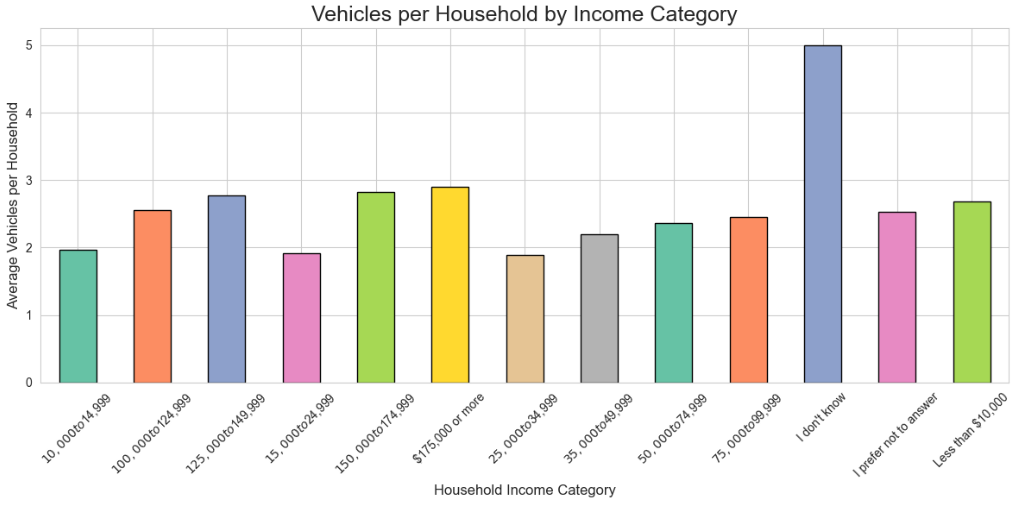 Vehicles per Household by Income Category
Average Vehicles per Household
5
4
3
2
1
0
10, 000to14,999
100, 000to124,999
125, 000to149,999
15, 000to24,999
150, 000to174,999
$175,000 or more
25, 000to34,999
35, 000to49,999
50, 000to74,999
75, 000to99,999
I don't know
I prefer not to answer
Less than $10,000
Household Income Category